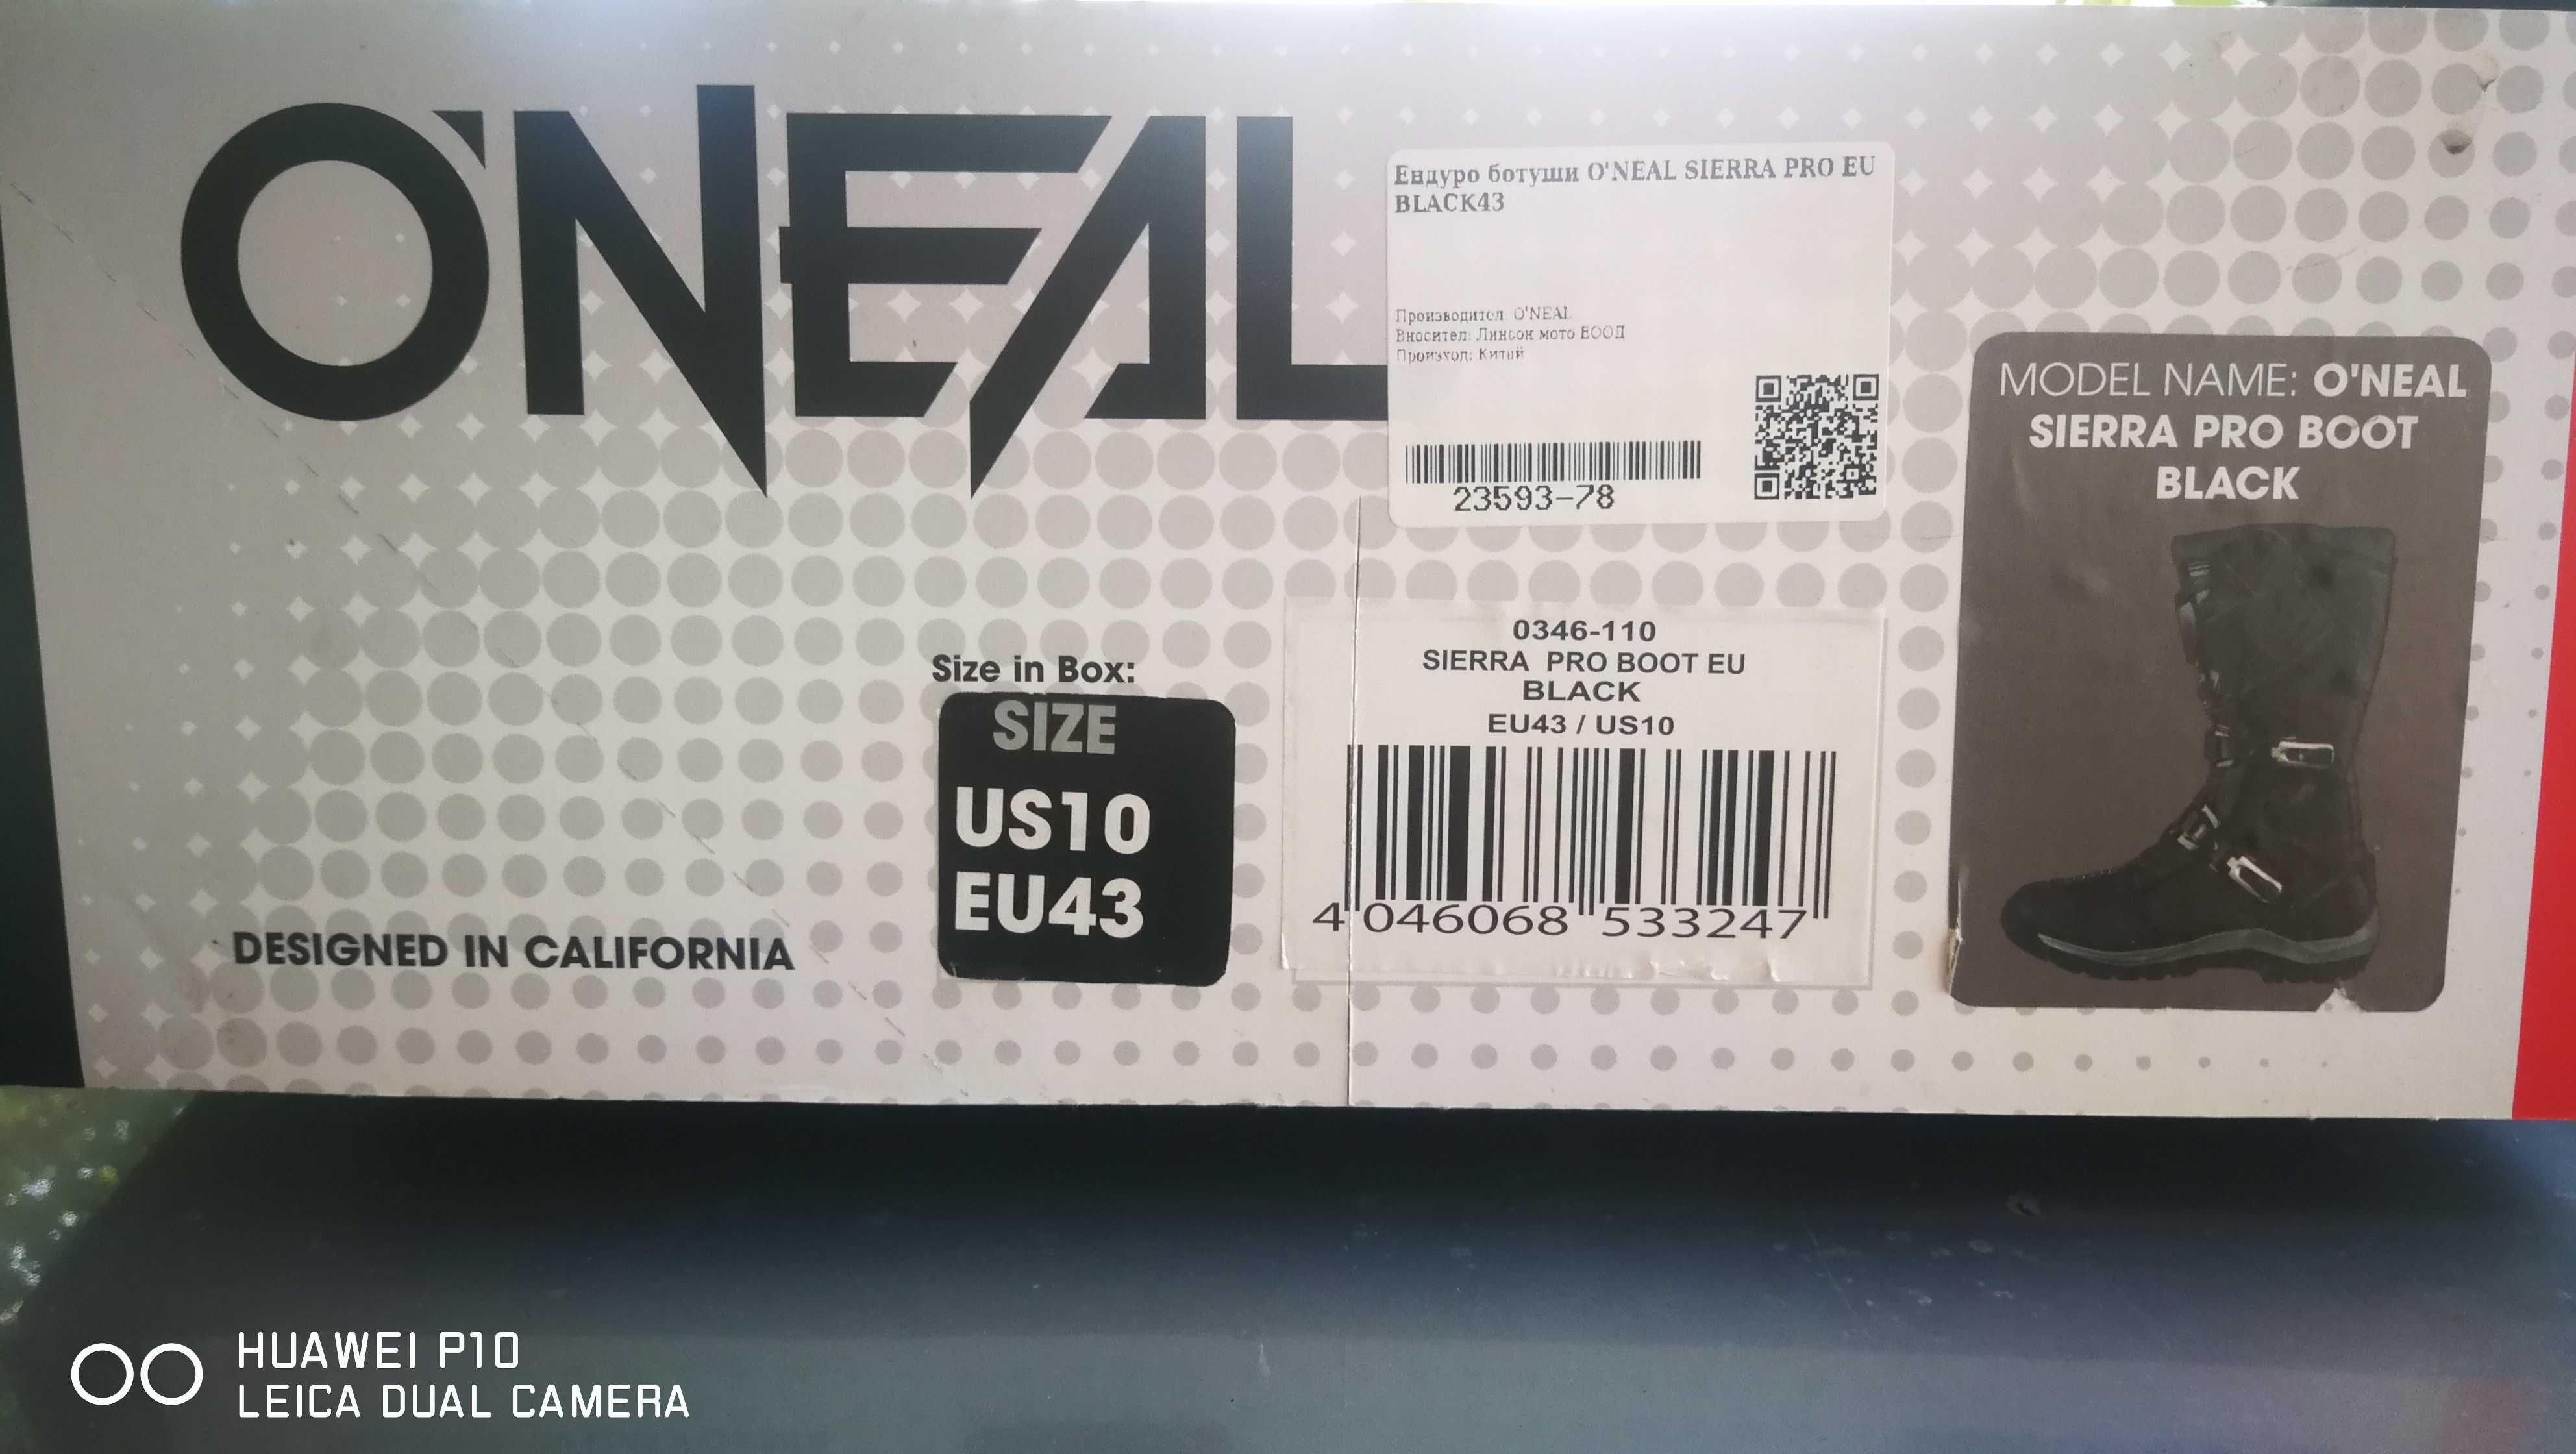 O'NEAL
Ендуро ботуши O'NEAL SIERRA PRO EU
BLACK43
Производител: O'NEAL
Вносител: Линсон мото ЕООД
Произход: Китай
23593-78
MODEL NAME: O'NEAL
SIERRA PRO BOOT
BLACK
0346-110
SIERRA PRO BOOT EU
BLACK
EU43 / US10
4 046068 533247
Size in Box:
SIZE
US10
EU43
DESIGNED IN CALIFORNIA
HUAWEI P10
LEICA DUAL CAMERA